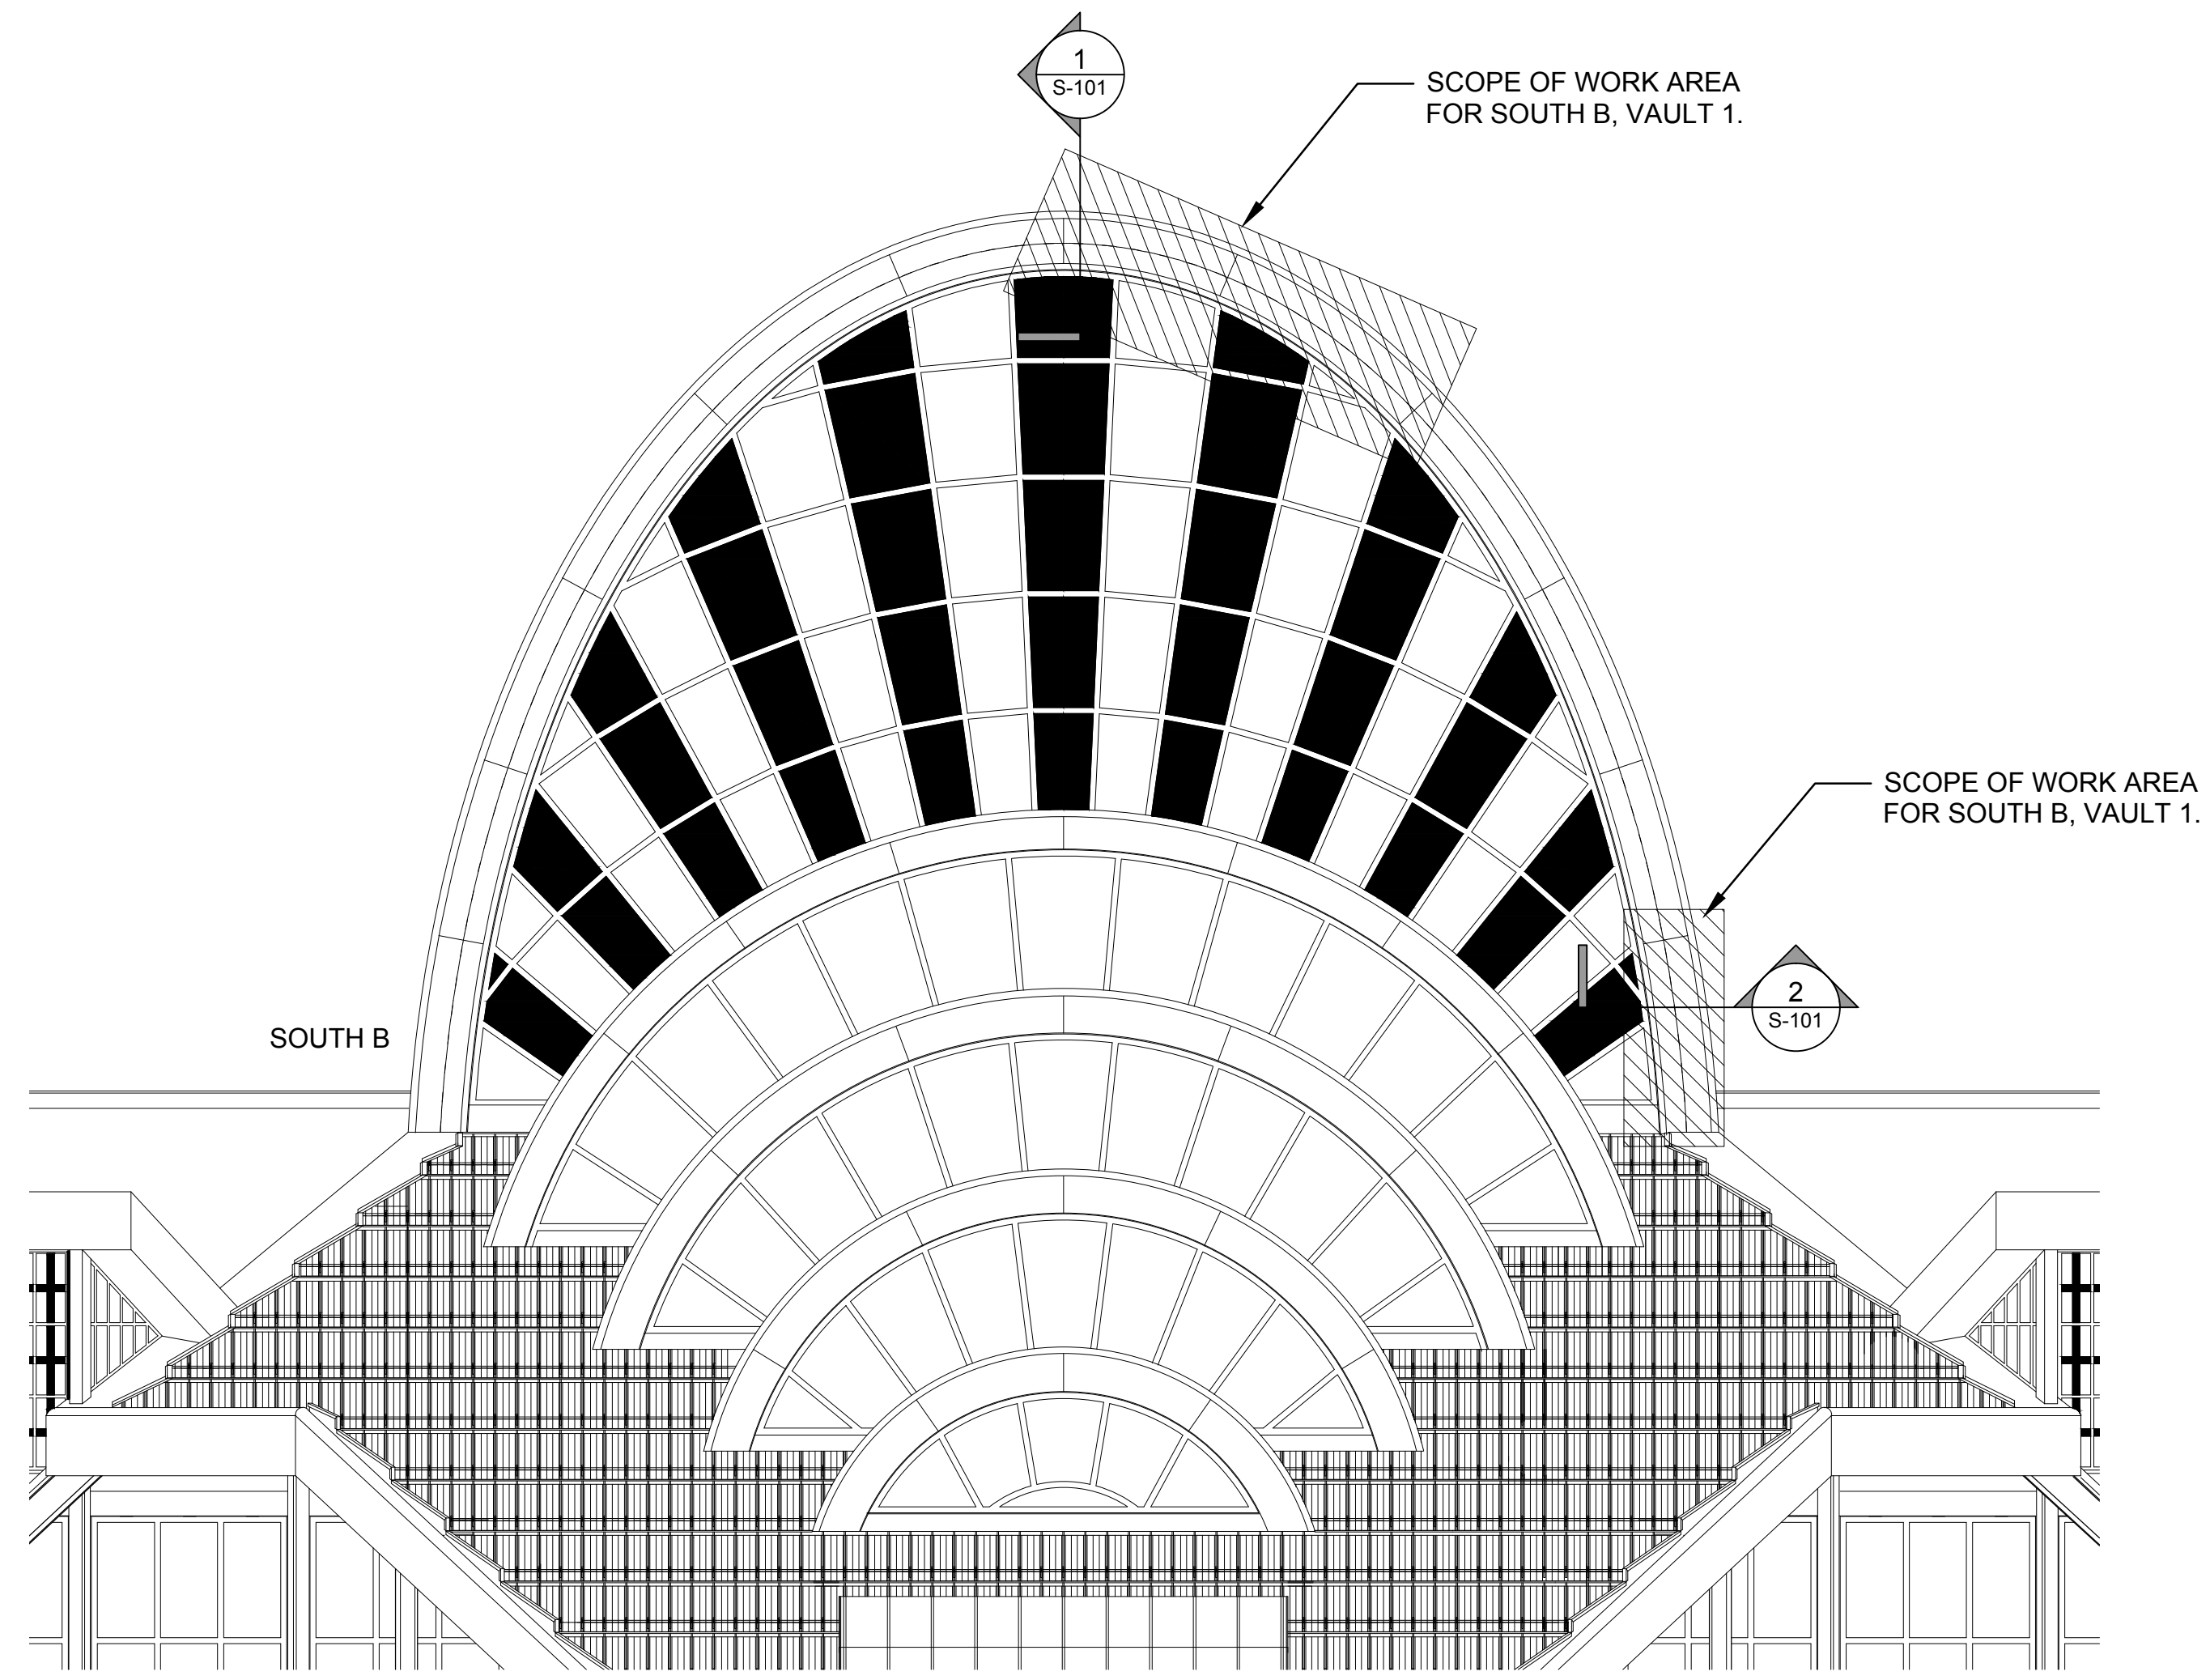 1
S-101
SCOPE OF WORK AREA
FOR SOUTH B, VAULT 1.
SCOPE OF WORK AREA
FOR SOUTH B, VAULT 1.
2
S-101
SOUTH B